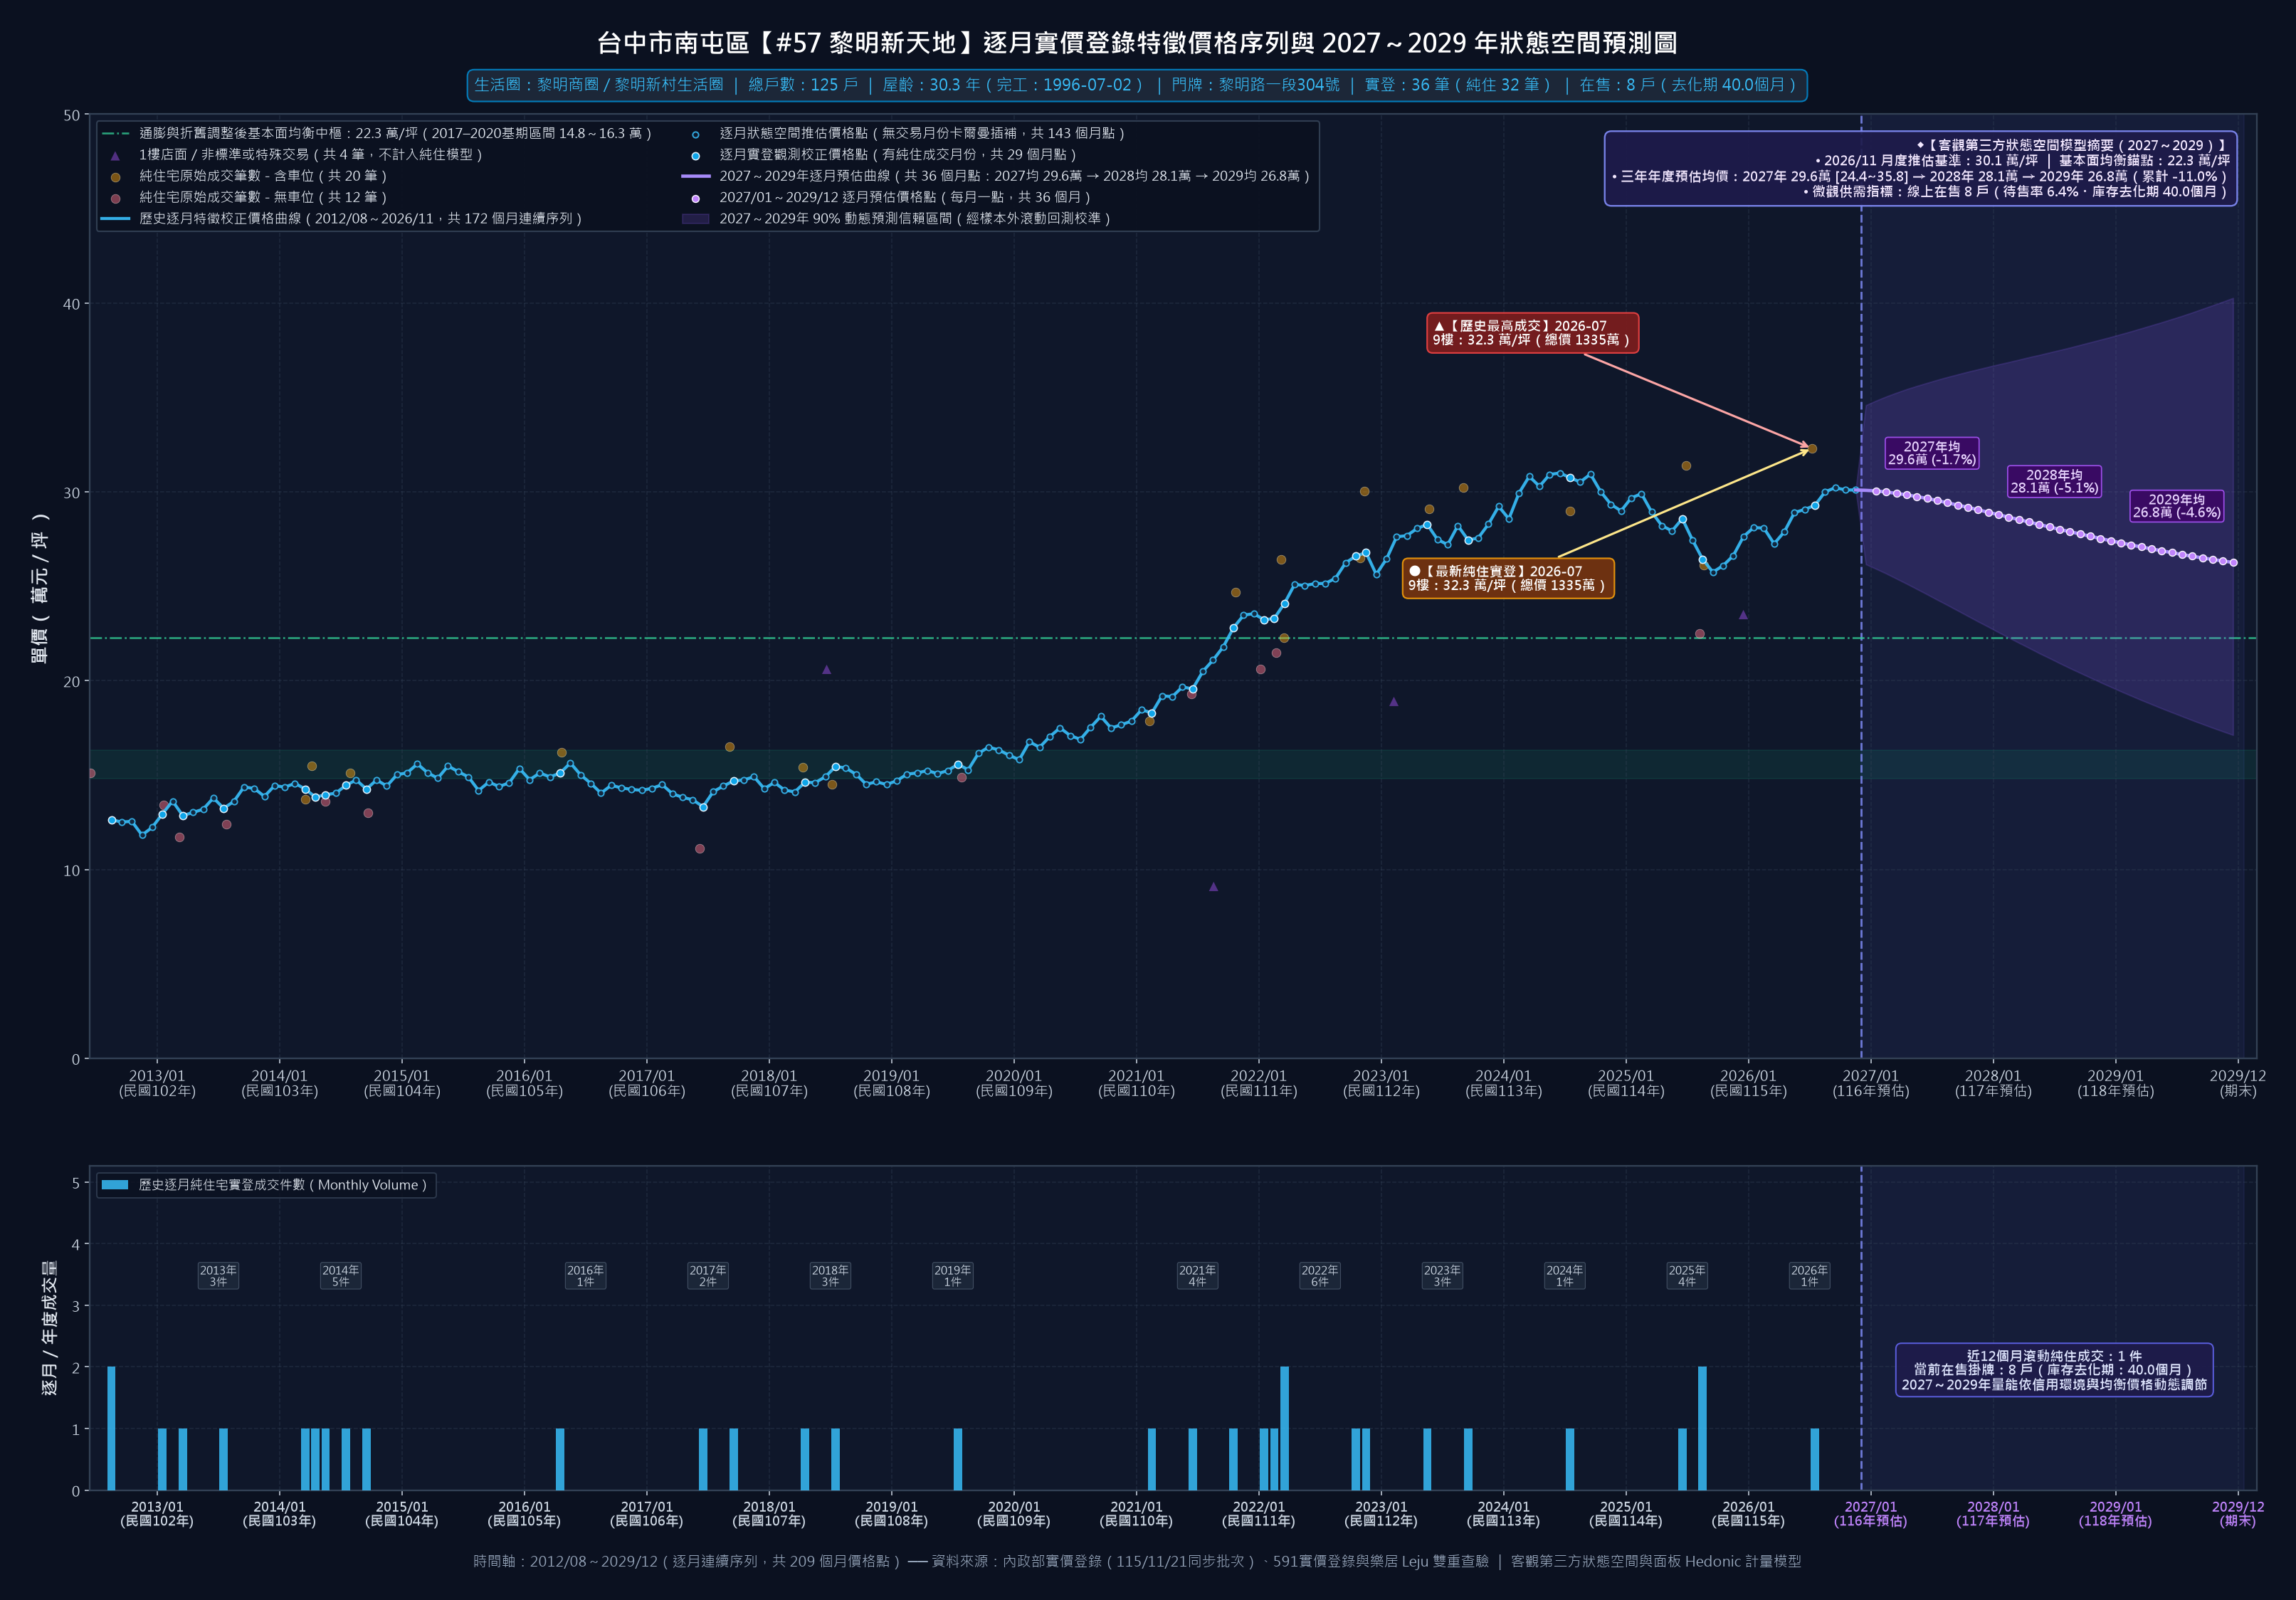 台中市南屯區【#57 黎明新天地】逐月實價登錄特徵價格序列與 2027～2029 年狀態空間預測圖
生活圈：黎明商圈 / 黎明新村生活圈 | 總戶數：125 戶 | 屋齡：30.3 年（完工：1996-07-02） | 門牌：黎明路一段304號 | 實登：36 筆（純住 32 筆） | 在售：8 戶（去化期 40.0個月）
通膨與折舊調整後基本面均衡中樞：22.3 萬/坪（2017–2020基期區間 14.8～16.3 萬）
1樓店面 / 非標準或特殊交易（共 4 筆，不計入純住模型）
純住宅原始成交筆數 - 含車位（共 20 筆）
純住宅原始成交筆數 - 無車位（共 12 筆）
歷史逐月特徵校正價格曲線（2012/08～2026/11，共 172 個月連續序列）
逐月狀態空間推估價格點（無交易月份卡爾曼插補，共 143 個月點）
逐月實登觀測校正價格點（有純住成交月份，共 29 個月點）
2027～2029年逐月預估曲線（共 36 個月點：2027均 29.6萬 → 2028均 28.1萬 → 2029均 26.8萬）
2027/01～2029/12 逐月預估價格點（每月一點，共 36 個月）
2027～2029年 90% 動態預測信賴區間（經樣本外滾動回測校準）
◆【客觀第三方狀態空間模型摘要（2027～2029）】
• 2026/11 月度推估基準：30.1 萬/坪 | 基本面均衡錨點：22.3 萬/坪
• 三年年度預估均價：2027年 29.6萬 [24.4~35.8] → 2028年 28.1萬 → 2029年 26.8萬（累計 -11.0%）
• 微觀供需指標：線上在售 8 戶（待售率 6.4%．庫存去化期 40.0個月）
▲【歷史最高成交】2026-07
9樓：32.3 萬/坪（總價 1335萬）
●【最新純住實登】2026-07
9樓：32.3 萬/坪（總價 1335萬）
2027年均
29.6萬 (-1.7%)
2028年均
28.1萬 (-5.1%)
2029年均
26.8萬 (-4.6%)
單價（萬元 / 坪）
50
40
30
20
10
0
2013/01
(民國102年)
2014/01
(民國103年)
2015/01
(民國104年)
2016/01
(民國105年)
2017/01
(民國106年)
2018/01
(民國107年)
2019/01
(民國108年)
2020/01
(民國109年)
2021/01
(民國110年)
2022/01
(民國111年)
2023/01
(民國112年)
2024/01
(民國113年)
2025/01
(民國114年)
2026/01
(民國115年)
2027/01
(116年預估)
2028/01
(117年預估)
2029/01
(118年預估)
2029/12
(期末)
逐月 / 年度成交量
5
4
3
2
1
0
歷史逐月純住宅實登成交件數（Monthly Volume）
2013年
3件
2014年
5件
2016年
1件
2017年
2件
2018年
3件
2019年
1件
2021年
4件
2022年
6件
2023年
3件
2024年
1件
2025年
4件
2026年
1件
近12個月滾動純住成交：1 件
當前在售掛牌：8 戶（庫存去化期：40.0個月）
2027～2029年量能依信用環境與均衡價格動態調節
2013/01
(民國102年)
2014/01
(民國103年)
2015/01
(民國104年)
2016/01
(民國105年)
2017/01
(民國106年)
2018/01
(民國107年)
2019/01
(民國108年)
2020/01
(民國109年)
2021/01
(民國110年)
2022/01
(民國111年)
2023/01
(民國112年)
2024/01
(民國113年)
2025/01
(民國114年)
2026/01
(民國115年)
2027/01
(116年預估)
2028/01
(117年預估)
2029/01
(118年預估)
2029/12
(期末)
時間軸：2012/08～2029/12（逐月連續序列，共 209 個月價格點）── 資料來源：內政部實價登錄（115/11/21同步批次）、591實價登錄與樂居 Leju 雙重查驗 | 客觀第三方狀態空間與面板 Hedonic 計量模型